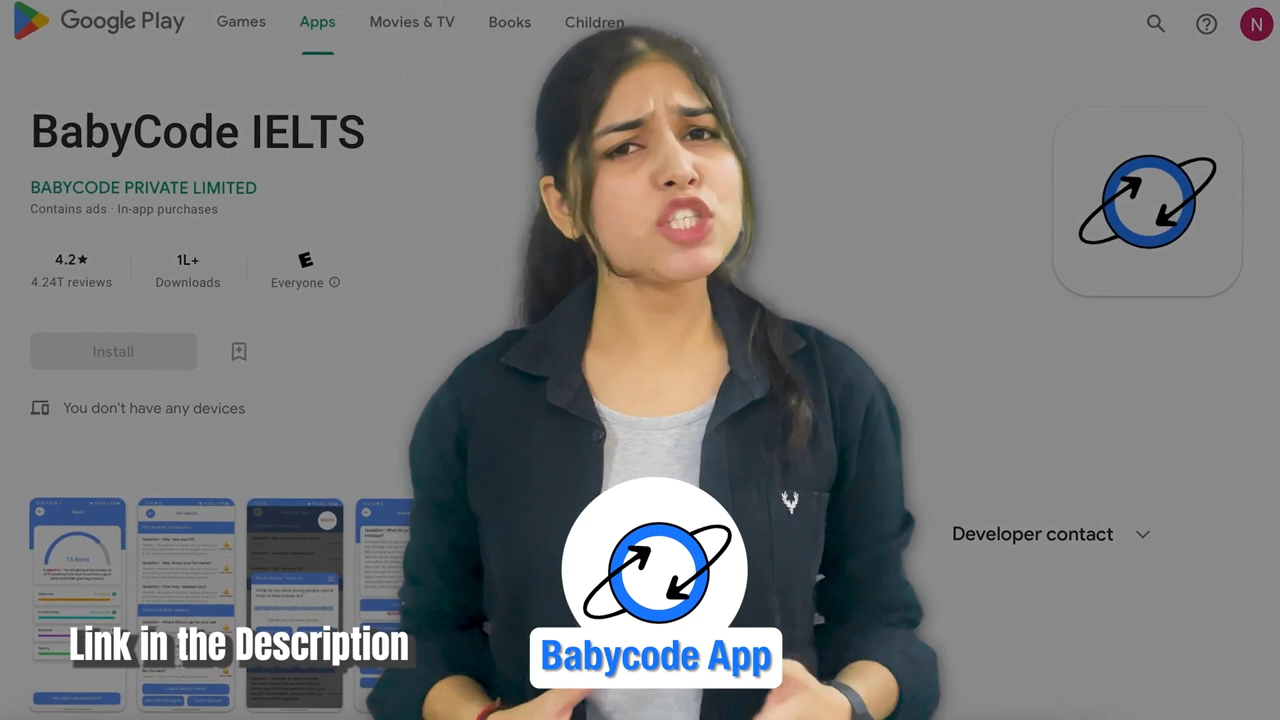 Google Play
Games
Apps
Movies & TV
Books
Children
N
BabyCode IELTS
BABYCODE PRIVATE LIMITED
Contains ads · In-app purchases
4.2★
4.24T reviews
1L+
Downloads
E
Everyone
Install
You don't have any devices
Developer contact
Link in the Description
Babycode App